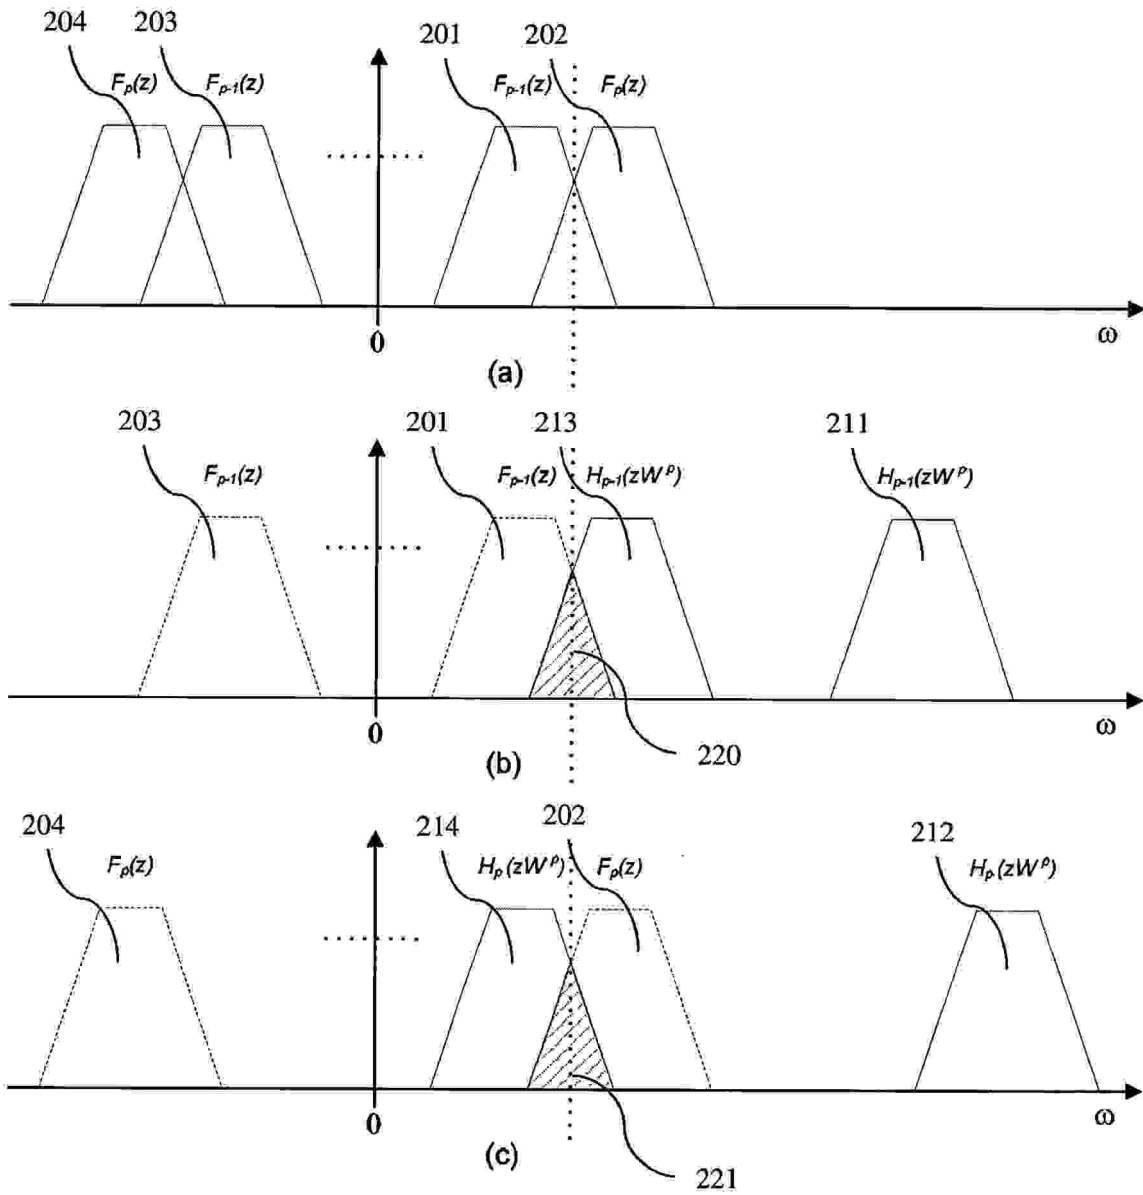 204 203 201 202
Fp(z) Fp-1(z) Fp-1(z) Fp(z)
0 ω
(a)
203 201 213 211
Fp-1(z) Fp-1(z) Hp-1(zW^p) Hp-1(zW^p)
0 ω
(b) 220
204 214 202 212
Fp(z) Hp(zW^p) Fp(z) Hp(zW^p)
0 ω
(c)
221